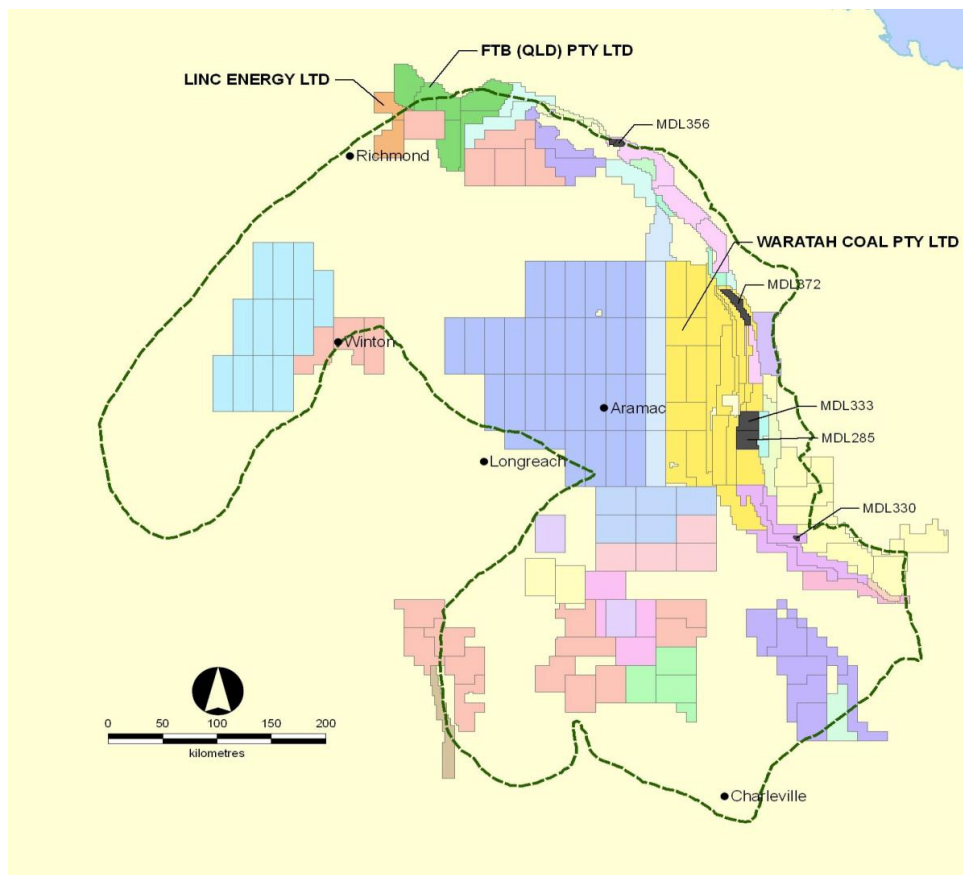 FTB (QLD) PTY LTD
LINC ENERGY LTD
MDL356
Richmond
WARATAH COAL PTY LTD
MDL372
Winton
Aramac
MDL333
MDL285
Longreach
MDL330
0 50 100 150 200
kilometres
Charleville